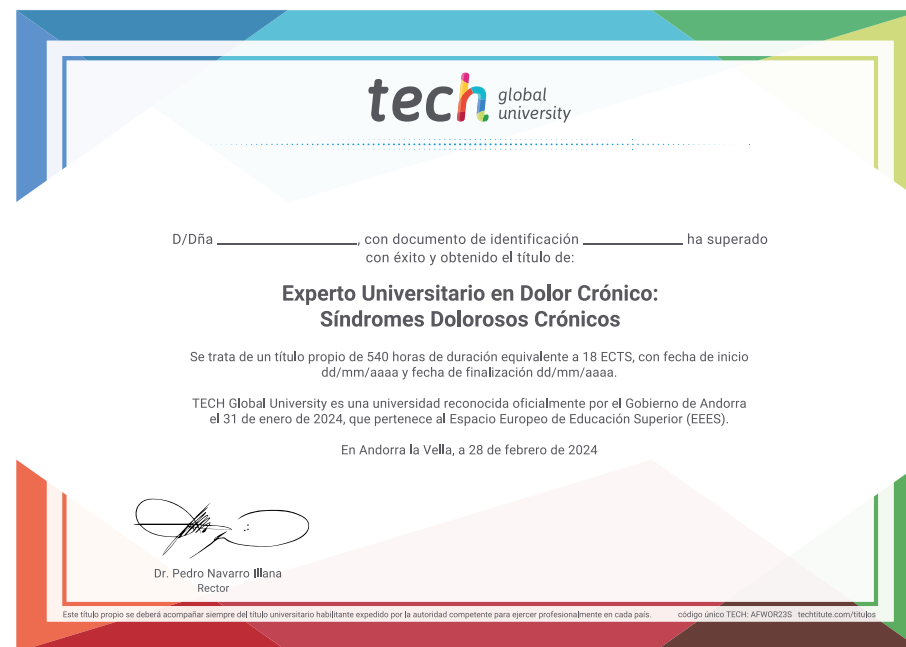 tech global university
D/Dña ______________________, con documento de identificación ________________ ha superado
con éxito y obtenido el título de:
Experto Universitario en Dolor Crónico:
Síndromes Dolorosos Crónicos
Se trata de un título propio de 540 horas de duración equivalente a 18 ECTS, con fecha de inicio
dd/mm/aaaa y fecha de finalización dd/mm/aaaa.
TECH Global University es una universidad reconocida oficialmente por el Gobierno de Andorra
el 31 de enero de 2024, que pertenece al Espacio Europeo de Educación Superior (EEES).
En Andorra la Vella, a 28 de febrero de 2024
Dr. Pedro Navarro Illana
Rector
Este título propio se deberá acompañar siempre del título universitario habilitante expedido por la autoridad competente para ejercer profesionalmente en cada país. código único TECH: AFWOR23S techtitute.com/titulos